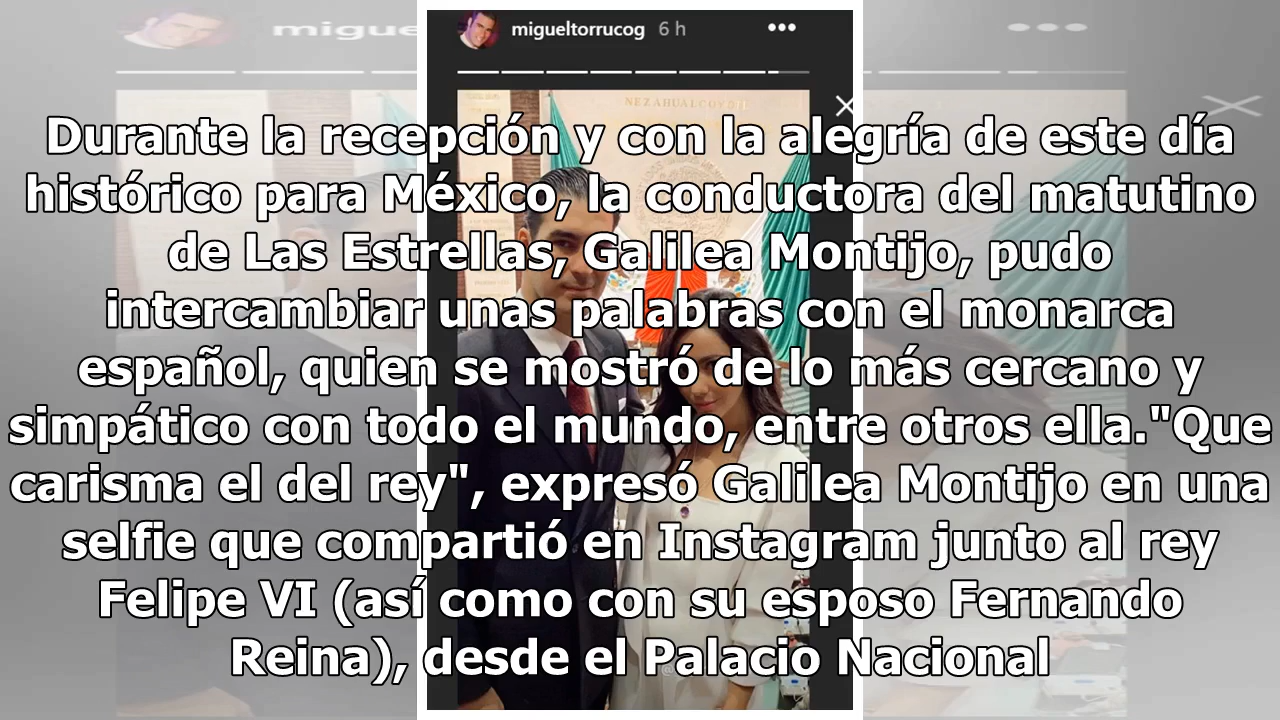 migueltorrucog 6 h
NEZAHUALCOYOTL
Durante la recepción y con la alegría de este día
histórico para México, la conductora del matutino
de Las Estrellas, Galilea Montijo, pudo
intercambiar unas palabras con el monarca
español, quien se mostró de lo más cercano y
simpático con todo el mundo, entre otros ella."Que
carisma el del rey", expresó Galilea Montijo en una
selfie que compartió en Instagram junto al rey
Felipe VI (así como con su esposo Fernando
Reina), desde el Palacio Nacional